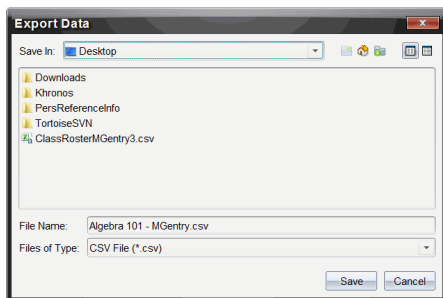 Export Data
Save In: Desktop
Downloads
Khronos
PersReferenceInfo
TortoiseSVN
ClassRosterMGentry3.csv
File Name: Algebra 101 - MGentry.csv
Files of Type: CSV File (*.csv)
Save Cancel